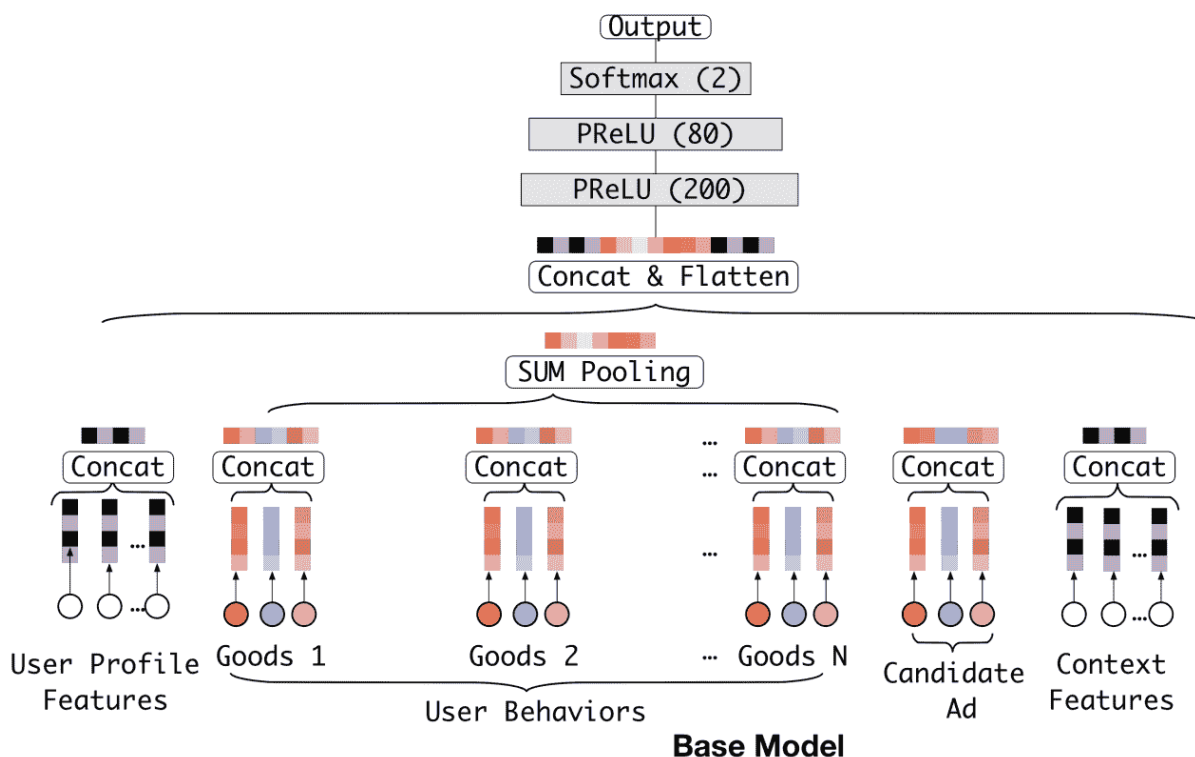 Output
Softmax (2)
PReLU (80)
PReLU (200)
Concat & Flatten
SUM Pooling
... 
Concat Concat Concat ... Concat Concat Concat
... ... ... ...
... ...
User Profile
Features
Goods 1 Goods 2 ... Goods N
Candidate
Ad
Context
Features
User Behaviors
Base Model